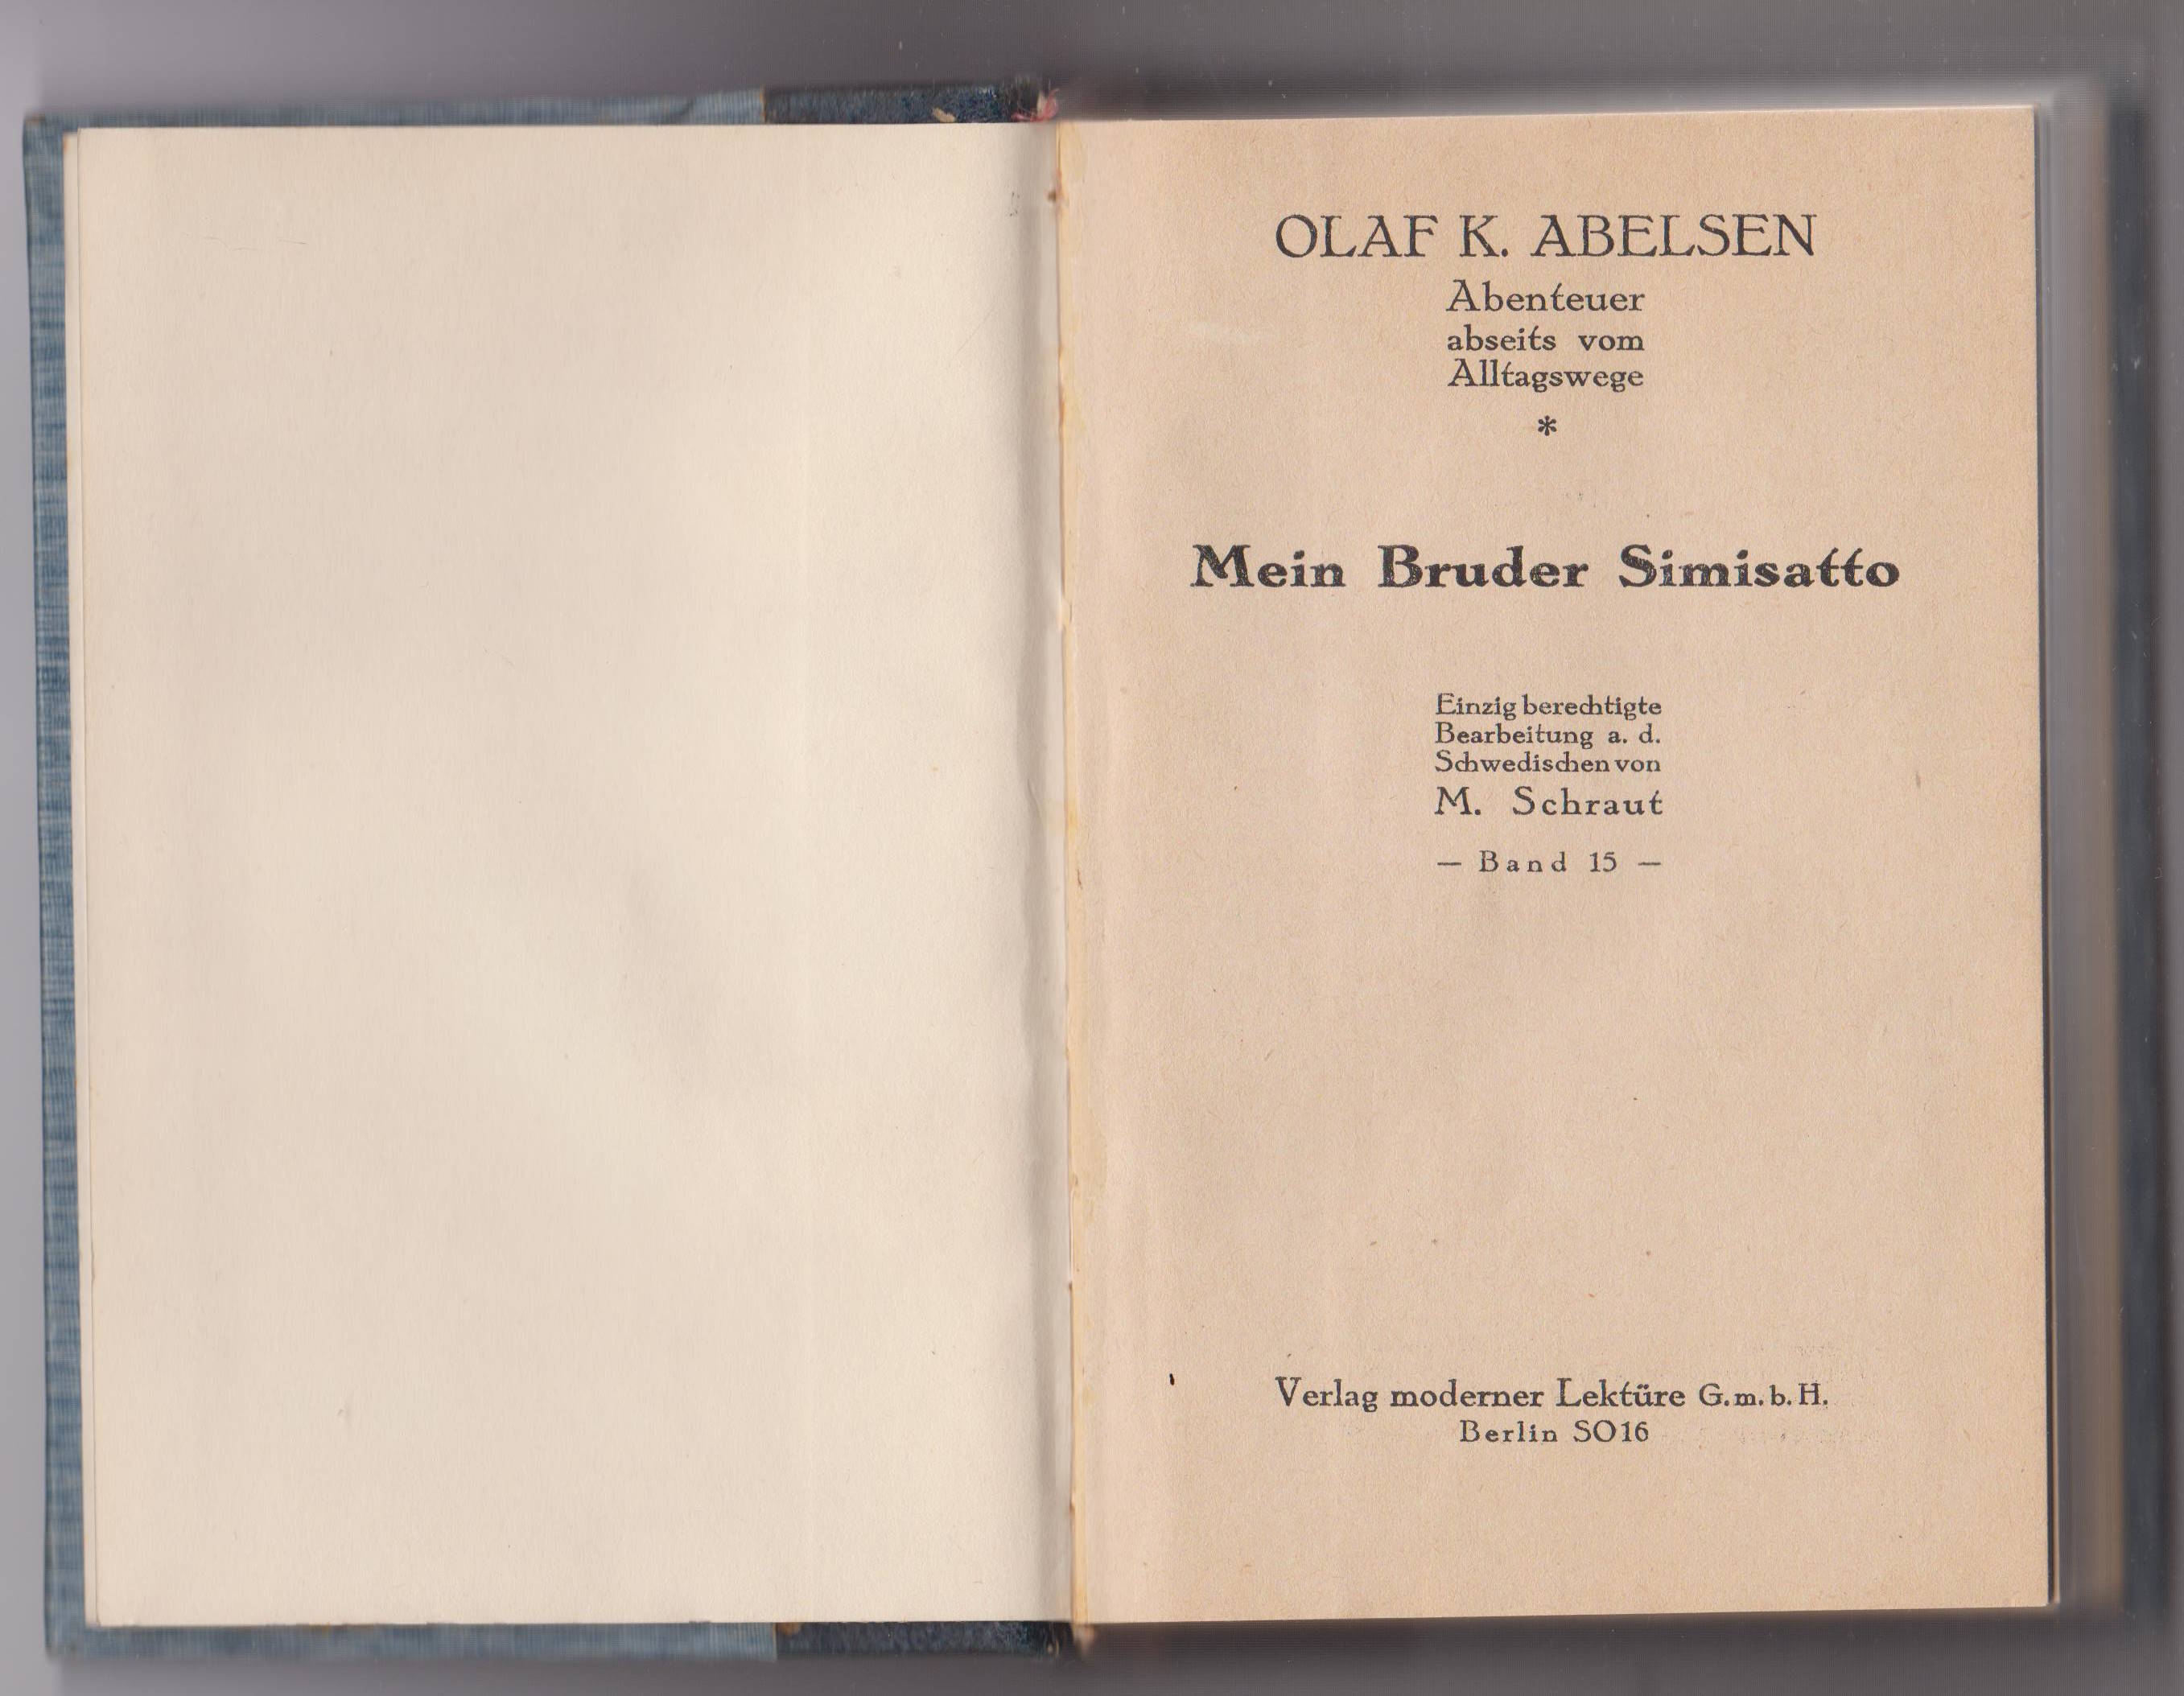 OLAF K. ABELSEN
Abenteuer
abseits vom
Alltagswege
*
Mein Bruder Simisatto
Einzig berechtigte
Bearbeitung a. d.
Schwedischen von
M. Schraut
— Band 15 —
Verlag moderner Lektüre G.m.b.H.
Berlin SO16